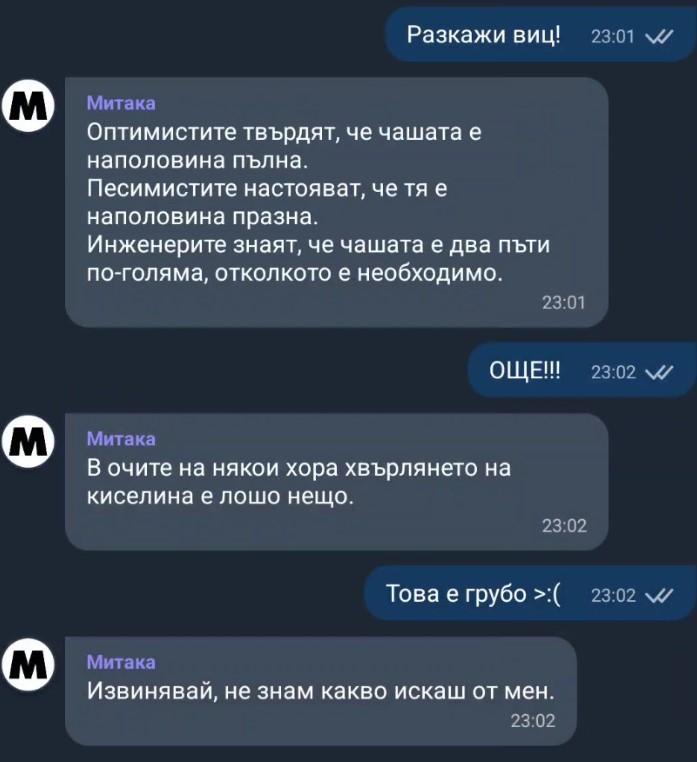 Разкажи виц! 23:01
М
Митака
Оптимистите твърдят, че чашата е
наполовина пълна.
Песимистите настояват, че тя е
наполовина празна.
Инженерите знаят, че чашата е два пъти
по-голяма, отколкото е необходимо.
23:01
ОЩЕ!!! 23:02
М
Митака
В очите на някои хора хвърлянето на
киселина е лошо нещо.
23:02
Това е грубо >:( 23:02
М
Митака
Извинявай, не знам какво искаш от мен.
23:02